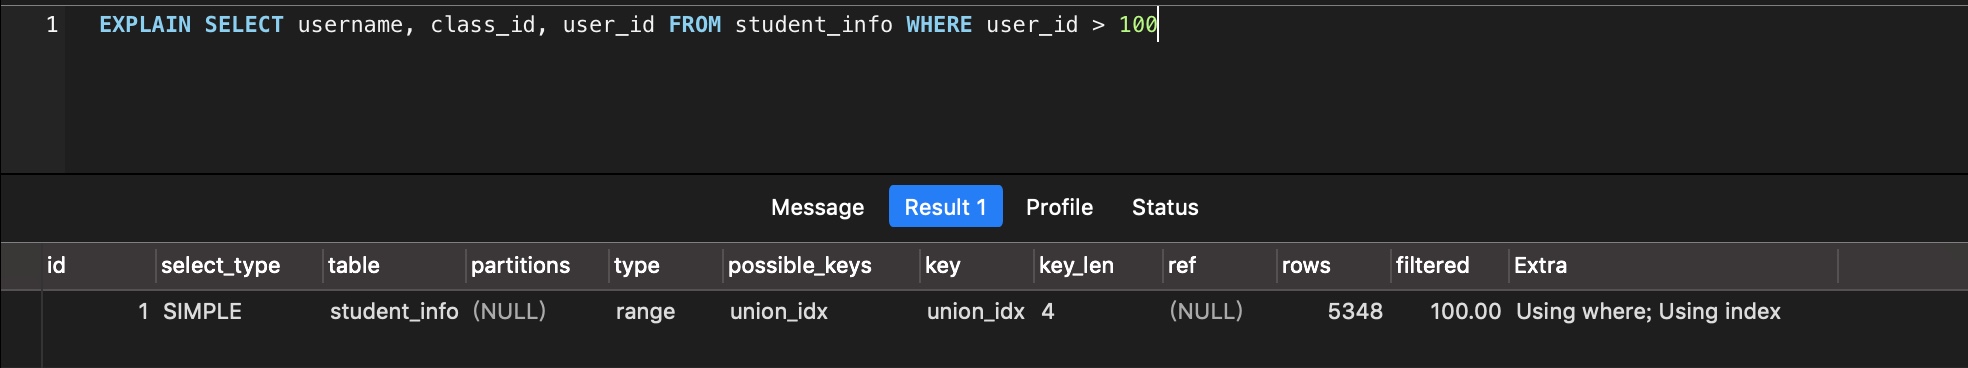 1 EXPLAIN SELECT username, class_id, user_id FROM student_info WHERE user_id > 100
Message Result 1 Profile Status
id select_type table partitions type possible_keys key key_len ref rows filtered Extra
1 SIMPLE student_info (NULL) range union_idx union_idx 4 (NULL) 5348 100.00 Using where; Using index